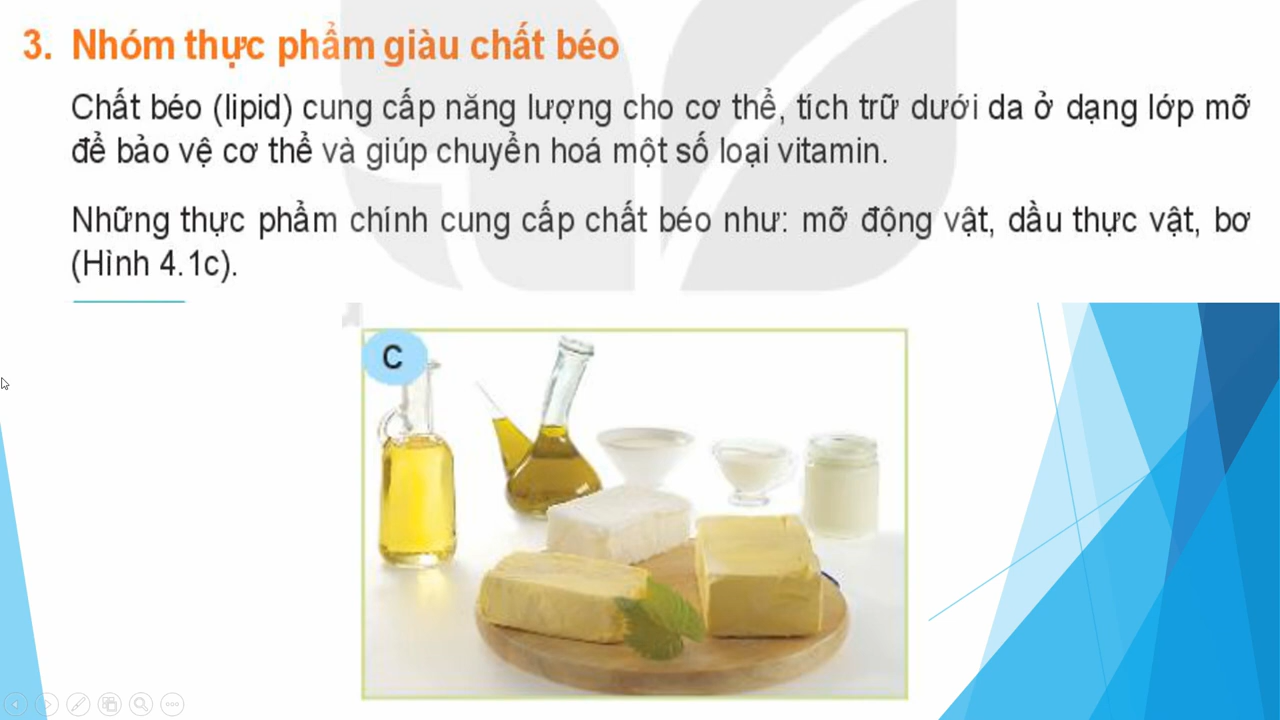 3. Nhóm thực phẩm giàu chất béo
Chất béo (lipid) cung cấp năng lượng cho cơ thể, tích trữ dưới da ở dạng lớp mỡ
để bảo vệ cơ thể và giúp chuyển hoá một số loại vitamin.
Những thực phẩm chính cung cấp chất béo như: mỡ động vật, dầu thực vật, bơ
(Hình 4.1c).
C